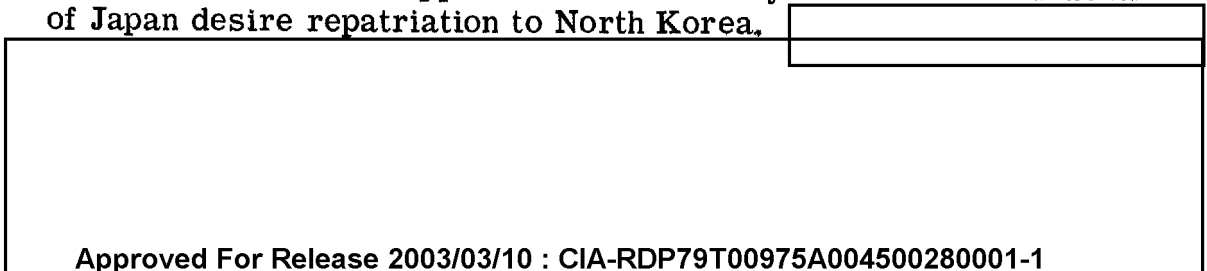 of Japan desire repatriation to North Korea.
Approved For Release 2003/03/10 : CIA-RDP79T00975A004500280001-1